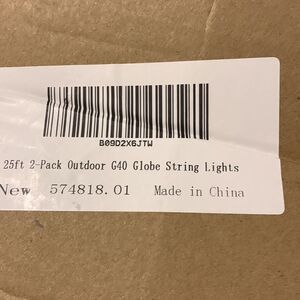 B09D2X6JTW
25ft 2-Pack Outdoor G40 Globe String Lights
New 574818.01 Made in China